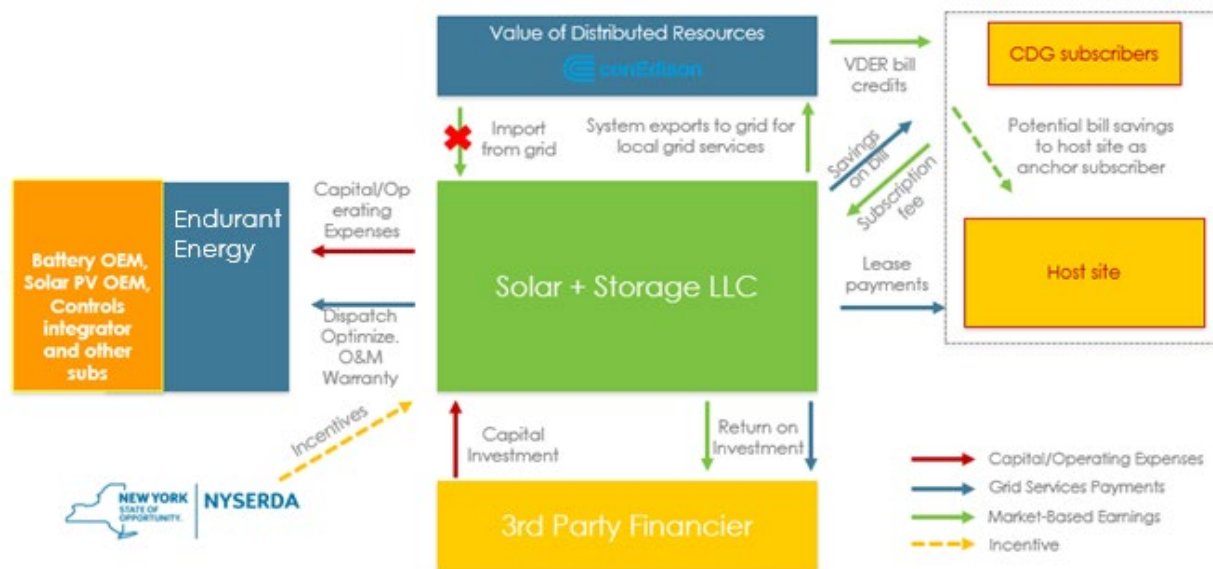 Value of Distributed Resources
conEdison
VDER bill
credits
CDG subscribers
Import
from grid
System exports to grid for
local grid services
Savings
on bill
Subscription
fee
Potential bill savings
to host site as
anchor subscriber
Battery OEM,
Solar PV OEM,
Controls
integrator
and other
subs
Endurant
Energy
Capital/Op
erating
Expenses
Dispatch
Optimize.
O&M
Warranty
Solar + Storage LLC
Lease
payments
Host site
Incentives
NEW YORK
STATE OF
OPPORTUNITY.
NYSERDA
Capital
Investment
Return on
Investment
3rd Party Financier
Capital/Operating Expenses
Grid Services Payments
Market-Based Earnings
Incentive